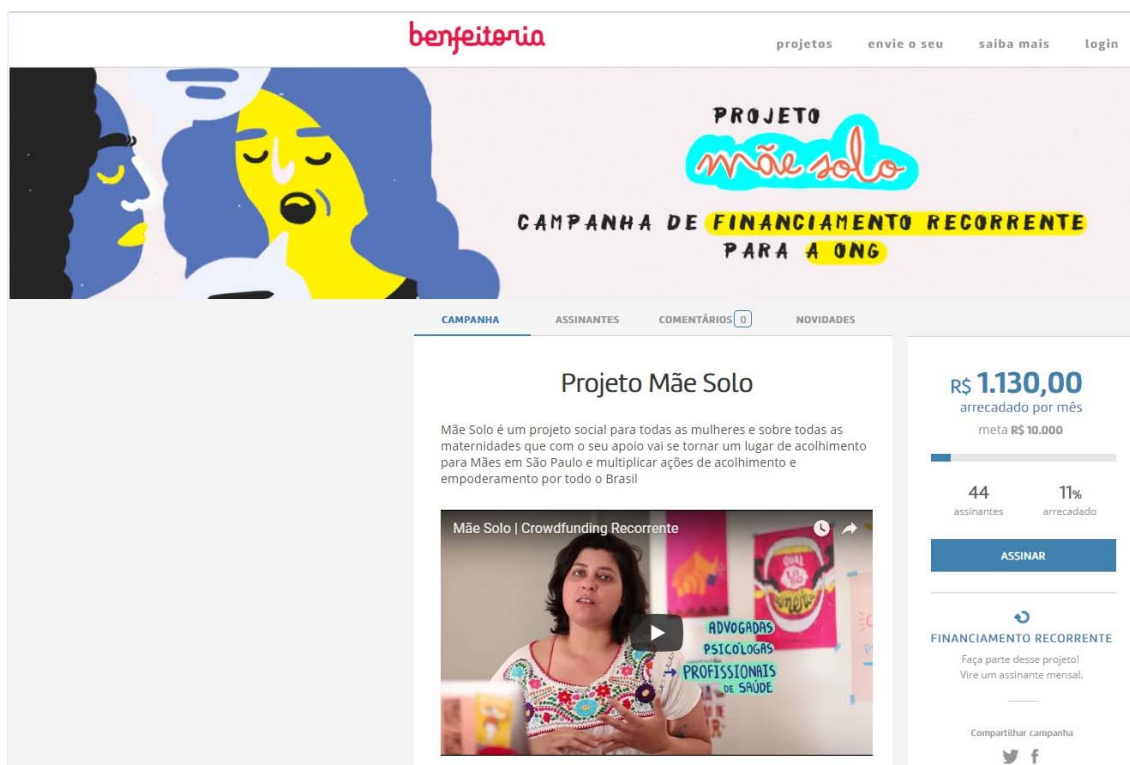 benfeitoria
projetos envie o seu saiba mais login
PROJETO
mãe solo
CAMPANHA DE FINANCIAMENTO RECORRENTE
PARA A ONG
CAMPANHA ASSINANTES COMENTÁRIOS 0 NOVIDADES
Projeto Mãe Solo
Mãe Solo é um projeto social para todas as mulheres e sobre todas as
maternidades que com o seu apoio vai se tornar um lugar de acolhimento
para Mães em São Paulo e multiplicar ações de acolhimento e
empoderamento por todo o Brasil
Mãe Solo | Crowdfunding Recorrente
ADVOGADAS
PSICÓLOGAS
→ PROFISSIONAIS
DE SAÚDE
R$ 1.130,00
arrecadado por mês
meta R$ 10.000
44 11%
assinantes arrecadado
ASSINAR
FINANCIAMENTO RECORRENTE
Faça parte desse projeto!
Vire um assinante mensal.
Compartilhar campanha